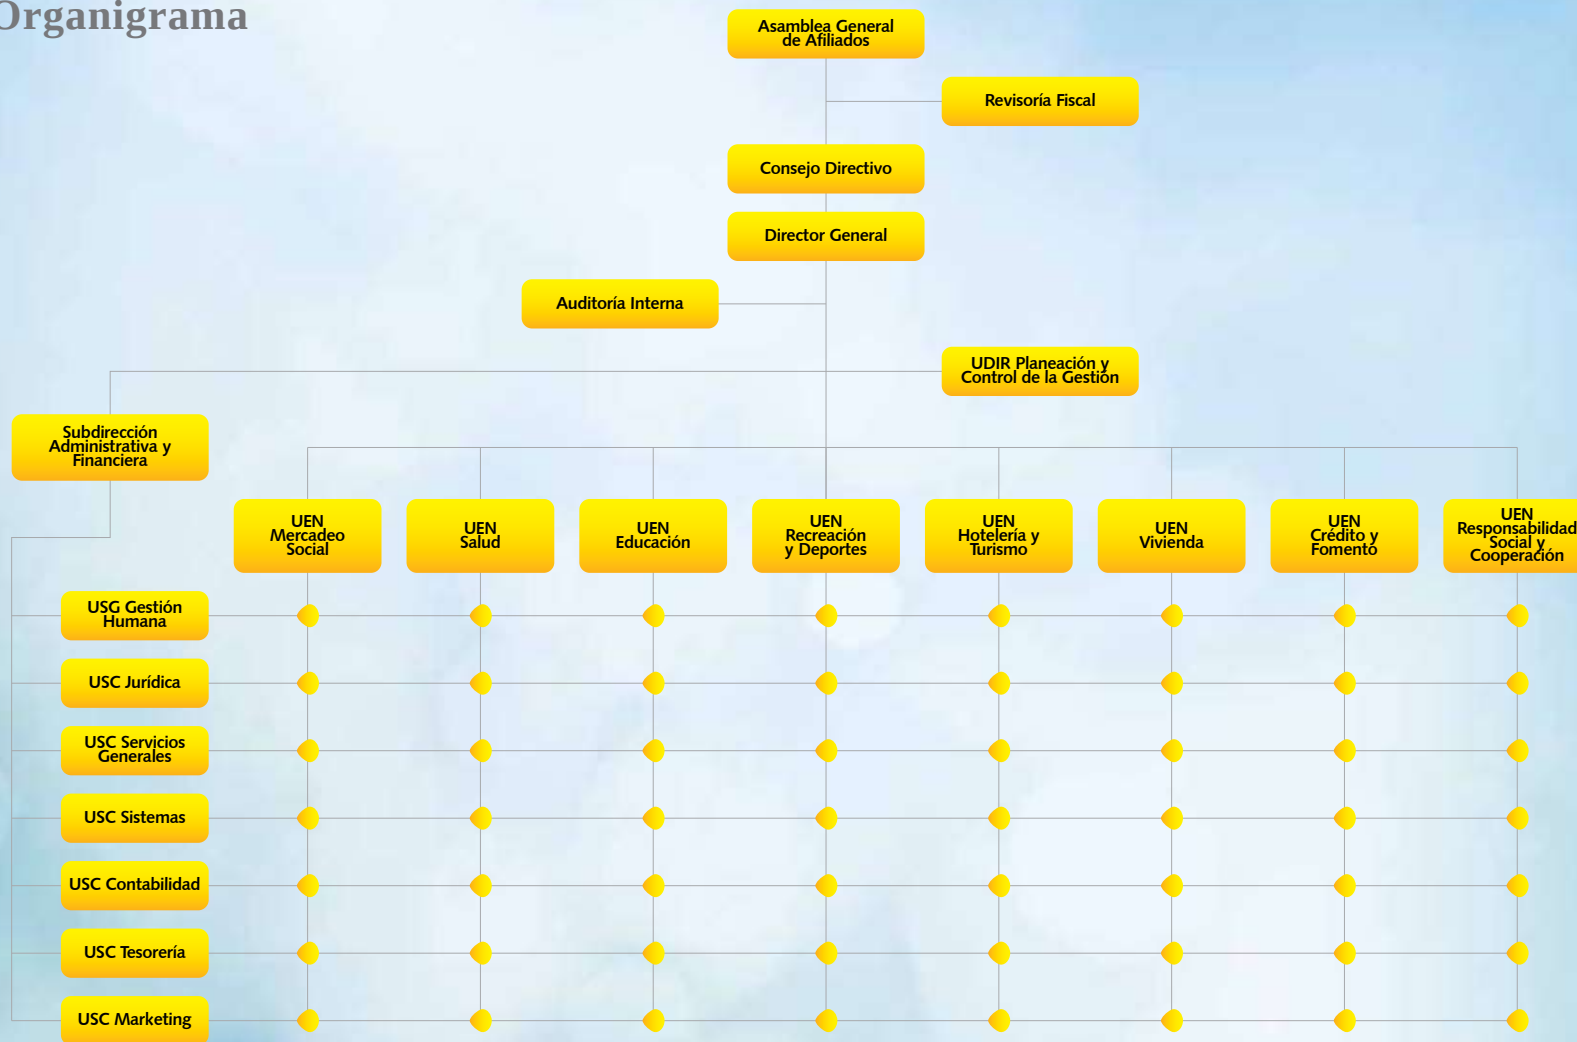 Organigrama
Asamblea General
de Afiliados
Revisoría Fiscal
Consejo Directivo
Director General
Auditoría Interna
UDIR Planeación y
Control de la Gestión
Subdirección
Administrativa y
Financiera
UEN
Mercadeo
Social
UEN
Salud
UEN
Educación
UEN
Recreación
y Deportes
UEN
Hotelería y
Turismo
UEN
Vivienda
UEN
Crédito y
Fomento
UEN
Responsabilidad
Social y
Cooperación
USG Gestión
Humana
USC Jurídica
USC Servicios
Generales
USC Sistemas
USC Contabilidad
USC Tesorería
USC Marketing